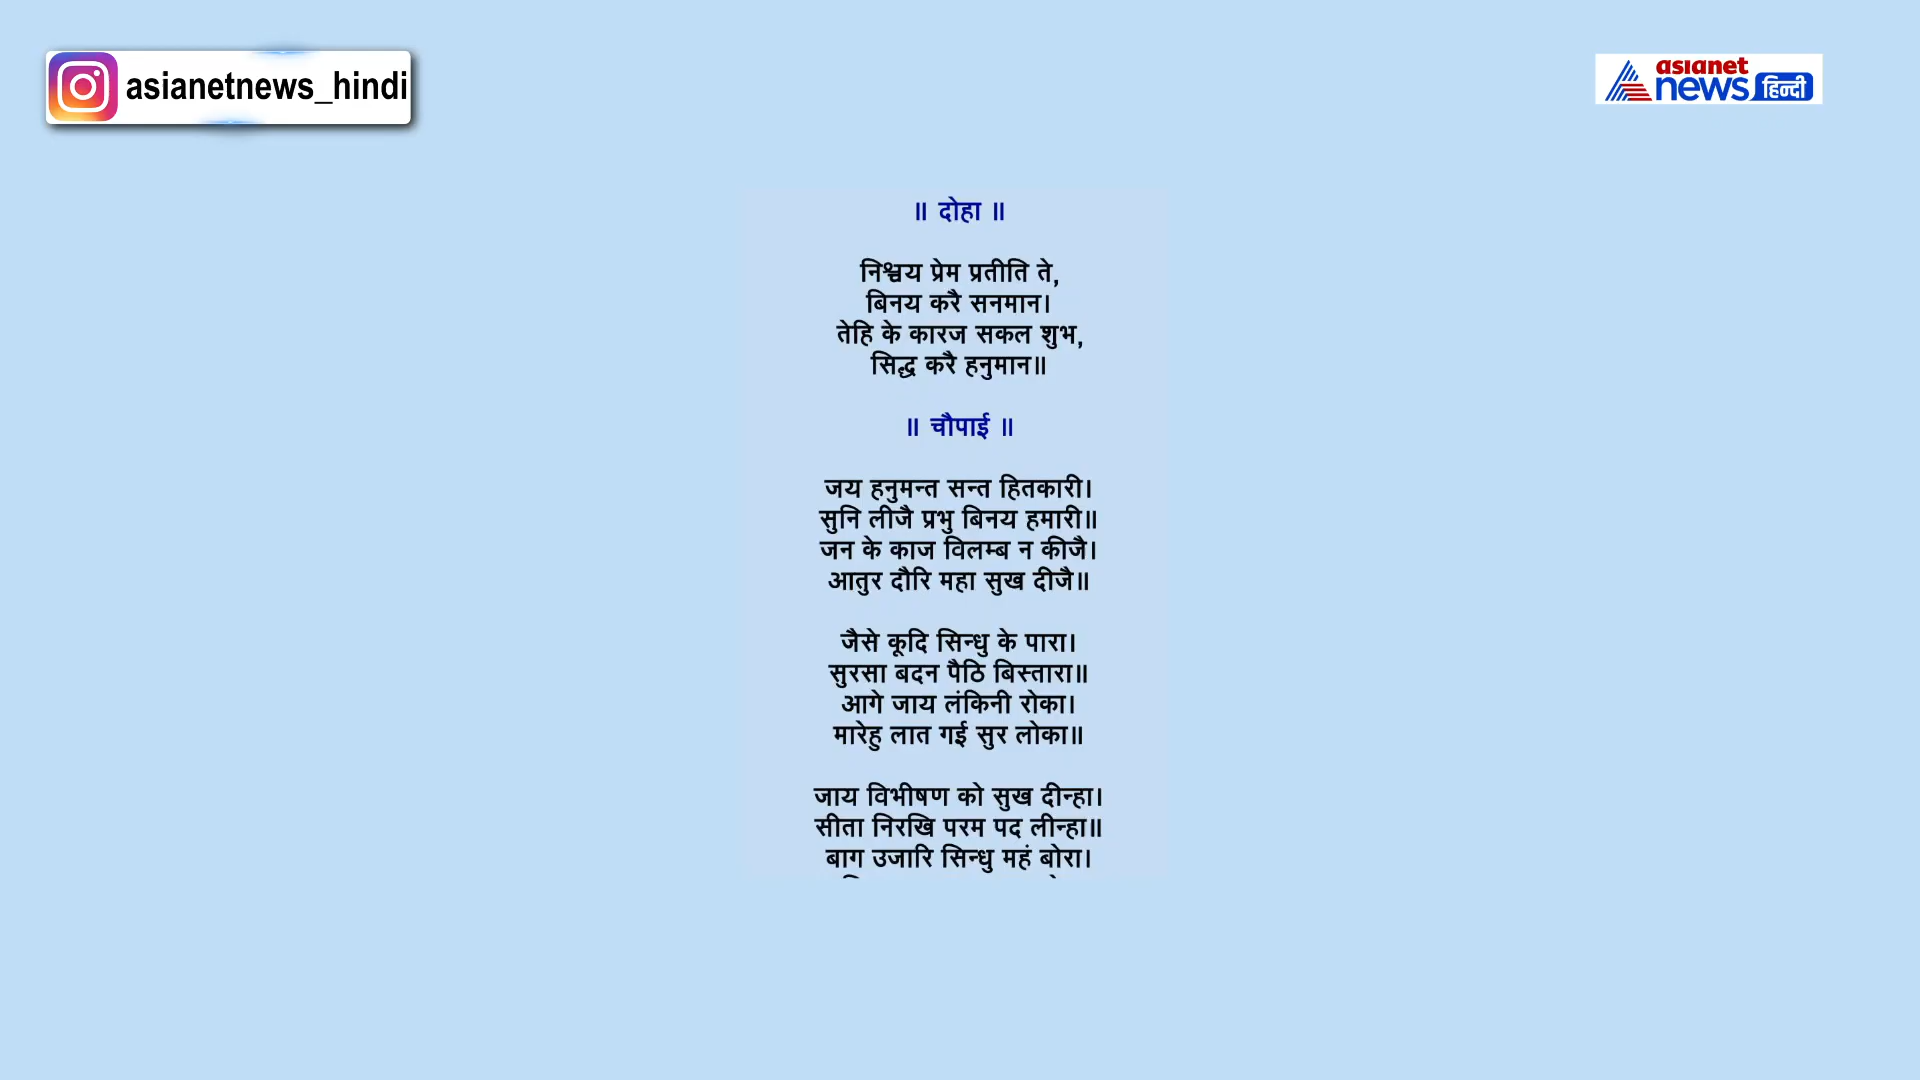 asianetnews_hindi
asianet
news हिन्दी
॥ दोहा ॥
निश्चय प्रेम प्रतीति ते,
बिनय करै सनमान।
तेहि के कारज सकल शुभ,
सिद्ध करै हनुमान॥
॥ चौपाई ॥
जय हनुमन्त सन्त हितकारी।
सुनि लीजै प्रभु बिनय हमारी॥
जन के काज विलम्ब न कीजै।
आतुर दौरि महा सुख दीजै॥
जैसे कूदि सिन्धु के पारा।
सुरसा बदन पैठि बिस्तारा॥
आगे जाय लंकिनी रोका।
मारेहु लात गई सुर लोका॥
जाय विभीषण को सुख दीन्हा।
सीता निरखि परम पद लीन्हा॥
बाग उजारि सिन्धु महं बोरा।